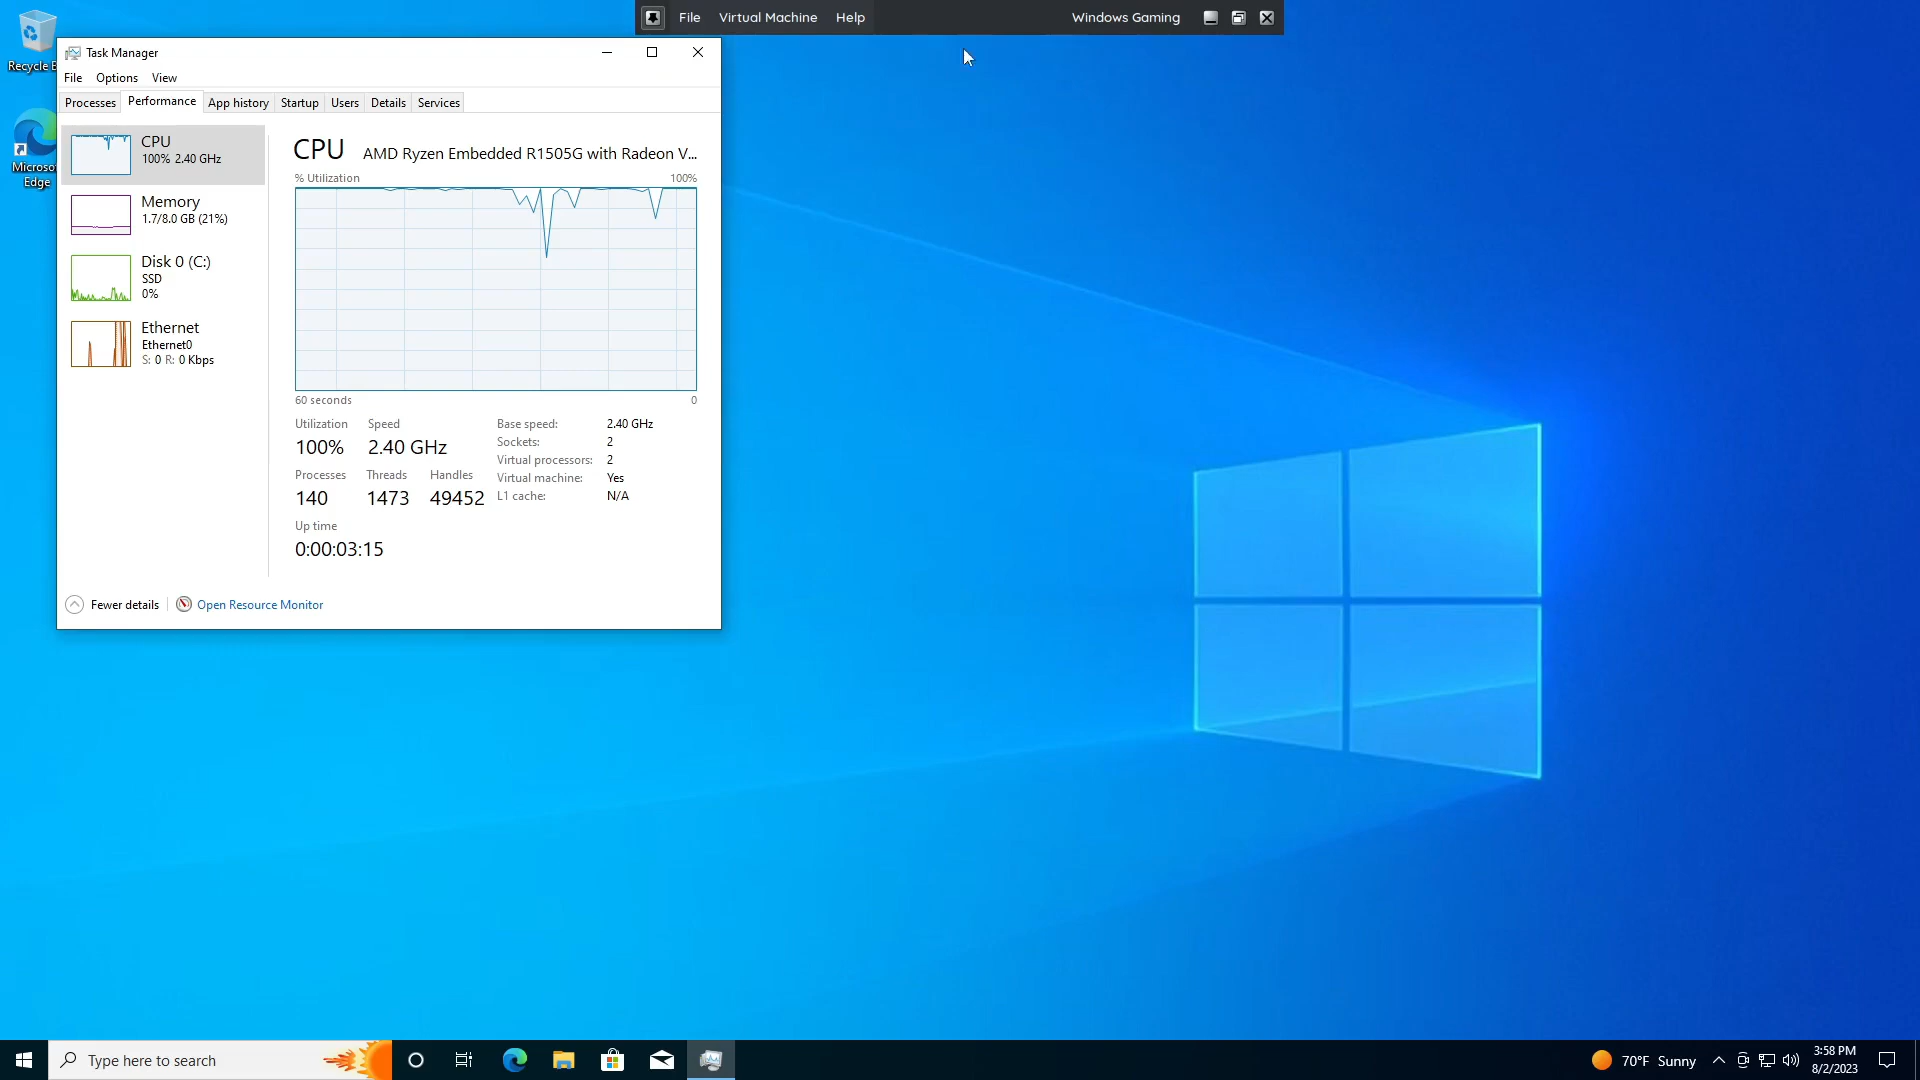 File Virtual Machine Help Windows Gaming
Task Manager
File Options View
Processes Performance App history Startup Users Details Services
CPU
100% 2.40 GHz
Memory
1.7/8.0 GB (21%)
Disk 0 (C:)
SSD
0%
Ethernet
Ethernet0
S: 0 R: 0 Kbps
CPU AMD Ryzen Embedded R1505G with Radeon V...
% Utilization 100%
60 seconds 0
Utilization Speed
100% 2.40 GHz
Processes Threads Handles
140 1473 49452
Up time
0:00:03:15
Base speed: 2.40 GHz
Sockets: 2
Virtual processors: 2
Virtual machine: Yes
L1 cache: N/A
Fewer details Open Resource Monitor
Recycle
Edge
Type here to search
70°F Sunny
3:58 PM
8/2/2023